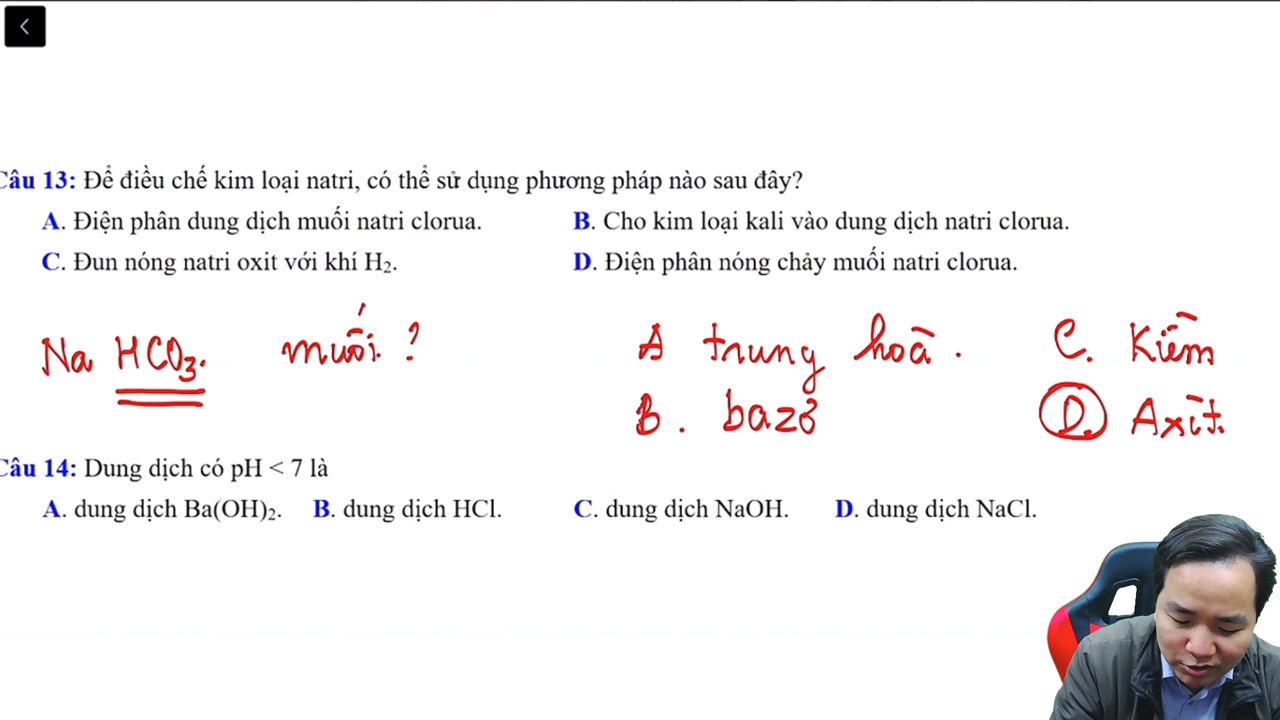 Câu 13: Để điều chế kim loại natri, có thể sử dụng phương pháp nào sau đây?
A. Điện phân dung dịch muối natri clorua. B. Cho kim loại kali vào dung dịch natri clorua.
C. Đun nóng natri oxit với khí H₂. D. Điện phân nóng chảy muối natri clorua.
Na HCO₃. muối ? A trung hoà . C. Kiềm
B. bazơ D. Axit.
Câu 14: Dung dịch có pH < 7 là
A. dung dịch Ba(OH)₂. B. dung dịch HCl. C. dung dịch NaOH. D. dung dịch NaCl.